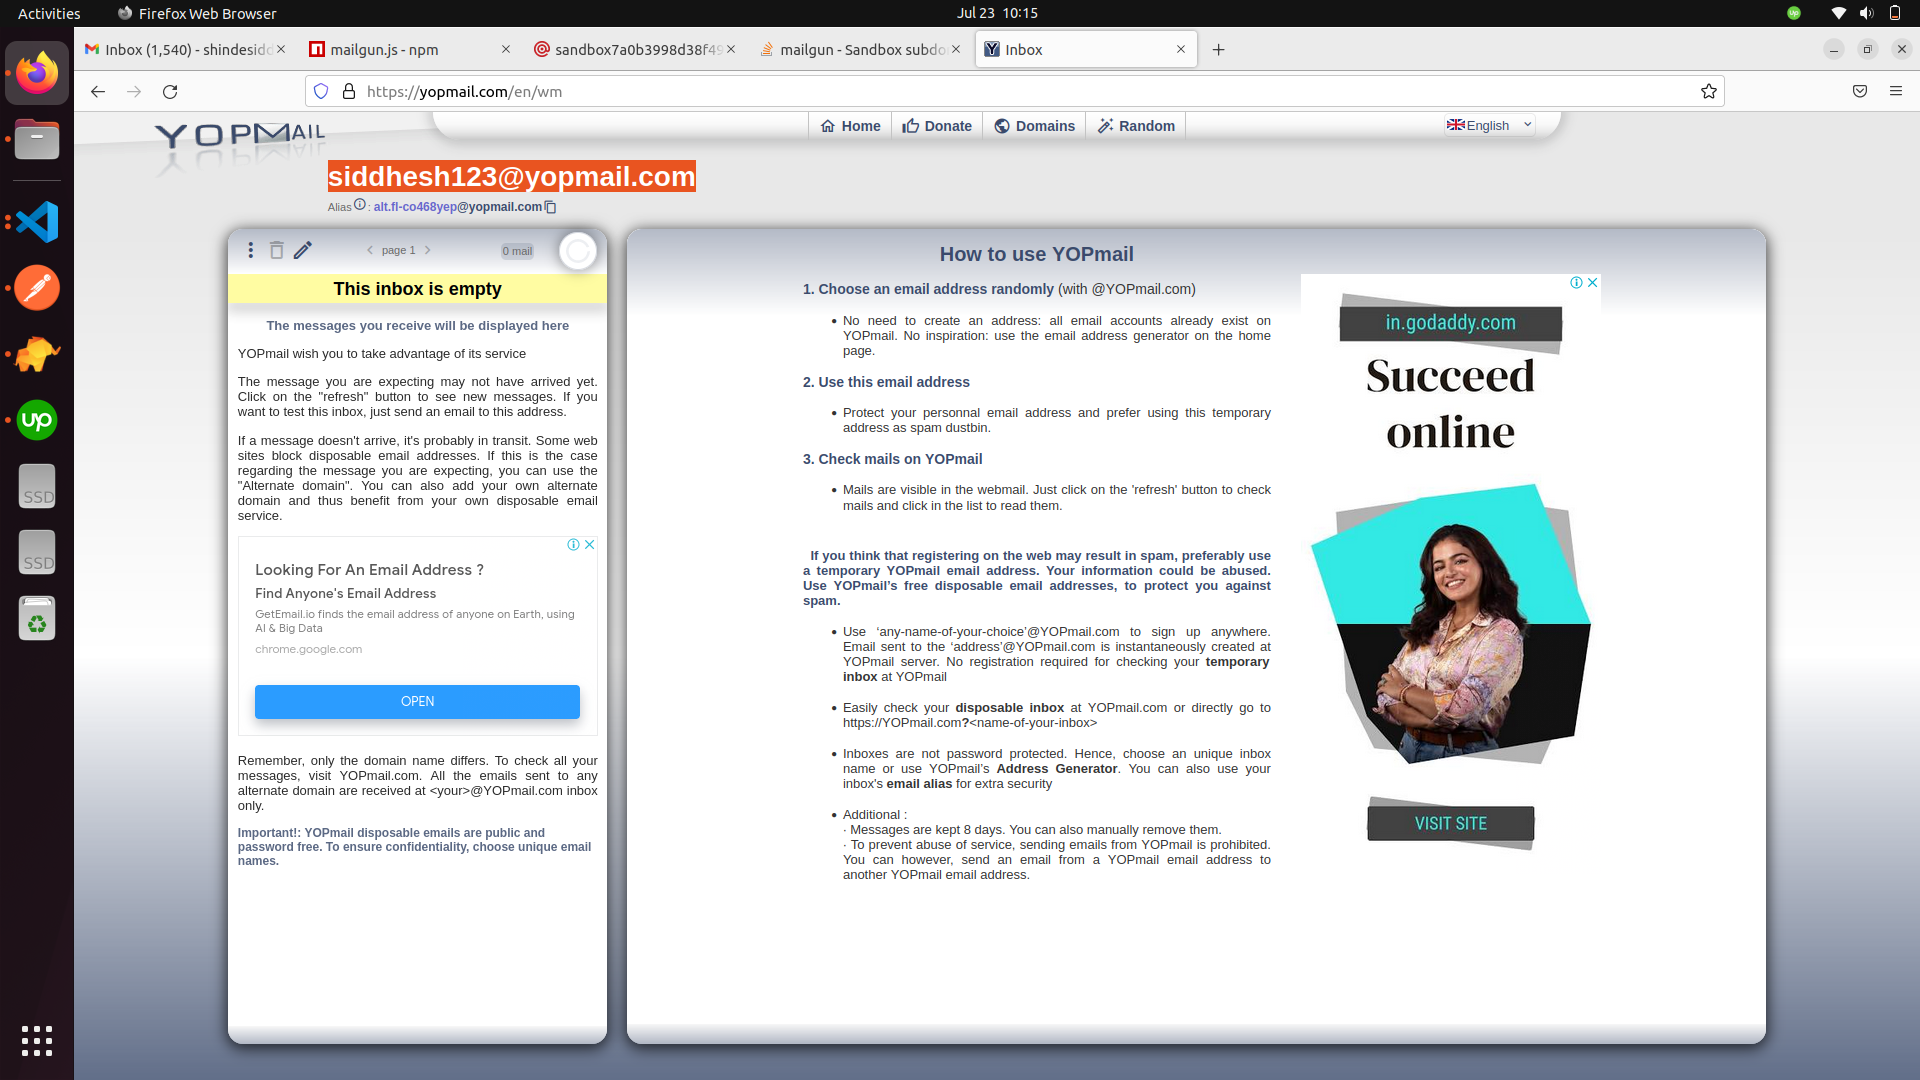 Activities
Firefox Web Browser
Jul 23 10:15
Inbox (1,540) - shindesidd
mailgun.js - npm
sandbox7a0b3998d38f49
mailgun - Sandbox subdo
Inbox
https://yopmail.com/en/wm
YOPMAIL
Home
Donate
Domains
Random
English
siddhesh123@yopmail.com
Alias : alt.fl-co468yep@yopmail.com
page 1
0 mail
This inbox is empty
The messages you receive will be displayed here
YOPmail wish you to take advantage of its service
The message you are expecting may not have arrived yet.
Click on the "refresh" button to see new messages. If you
want to test this inbox, just send an email to this address.
If a message doesn't arrive, it's probably in transit. Some web
sites block disposable email addresses. If this is the case
regarding the message you are expecting, you can use the
"Alternate domain". You can also add your own alternate
domain and thus benefit from your own disposable email
service.
Looking For An Email Address ?
Find Anyone's Email Address
GetEmail.io finds the email address of anyone on Earth, using
AI & Big Data
chrome.google.com
OPEN
Remember, only the domain name differs. To check all your
messages, visit YOPmail.com. All the emails sent to any
alternate domain are received at <your>@YOPmail.com inbox
only.
Important!: YOPmail disposable emails are public and
password free. To ensure confidentiality, choose unique email
names.
How to use YOPmail
1. Choose an email address randomly (with @YOPmail.com)
• No need to create an address: all email accounts already exist on
YOPmail. No inspiration: use the email address generator on the home
page.
2. Use this email address
• Protect your personnal email address and prefer using this temporary
address as spam dustbin.
3. Check mails on YOPmail
• Mails are visible in the webmail. Just click on the 'refresh' button to check
mails and click in the list to read them.
If you think that registering on the web may result in spam, preferably use
a temporary YOPmail email address. Your information could be abused.
Use YOPmail’s free disposable email addresses, to protect you against
spam.
• Use ‘any-name-of-your-choice’@YOPmail.com to sign up anywhere.
Email sent to the ‘address’@YOPmail.com is instantaneously created at
YOPmail server. No registration required for checking your temporary
inbox at YOPmail
• Easily check your disposable inbox at YOPmail.com or directly go to
https://YOPmail.com?<name-of-your-inbox>
• Inboxes are not password protected. Hence, choose an unique inbox
name or use YOPmail’s Address Generator. You can also use your
inbox's email alias for extra security
• Additional :
· Messages are kept 8 days. You can also manually remove them.
· To prevent abuse of service, sending emails from YOPmail is prohibited.
You can however, send an email from a YOPmail email address to
another YOPmail email address.
in.godaddy.com
Succeed
online
VISIT SITE
up
SSD
SSD